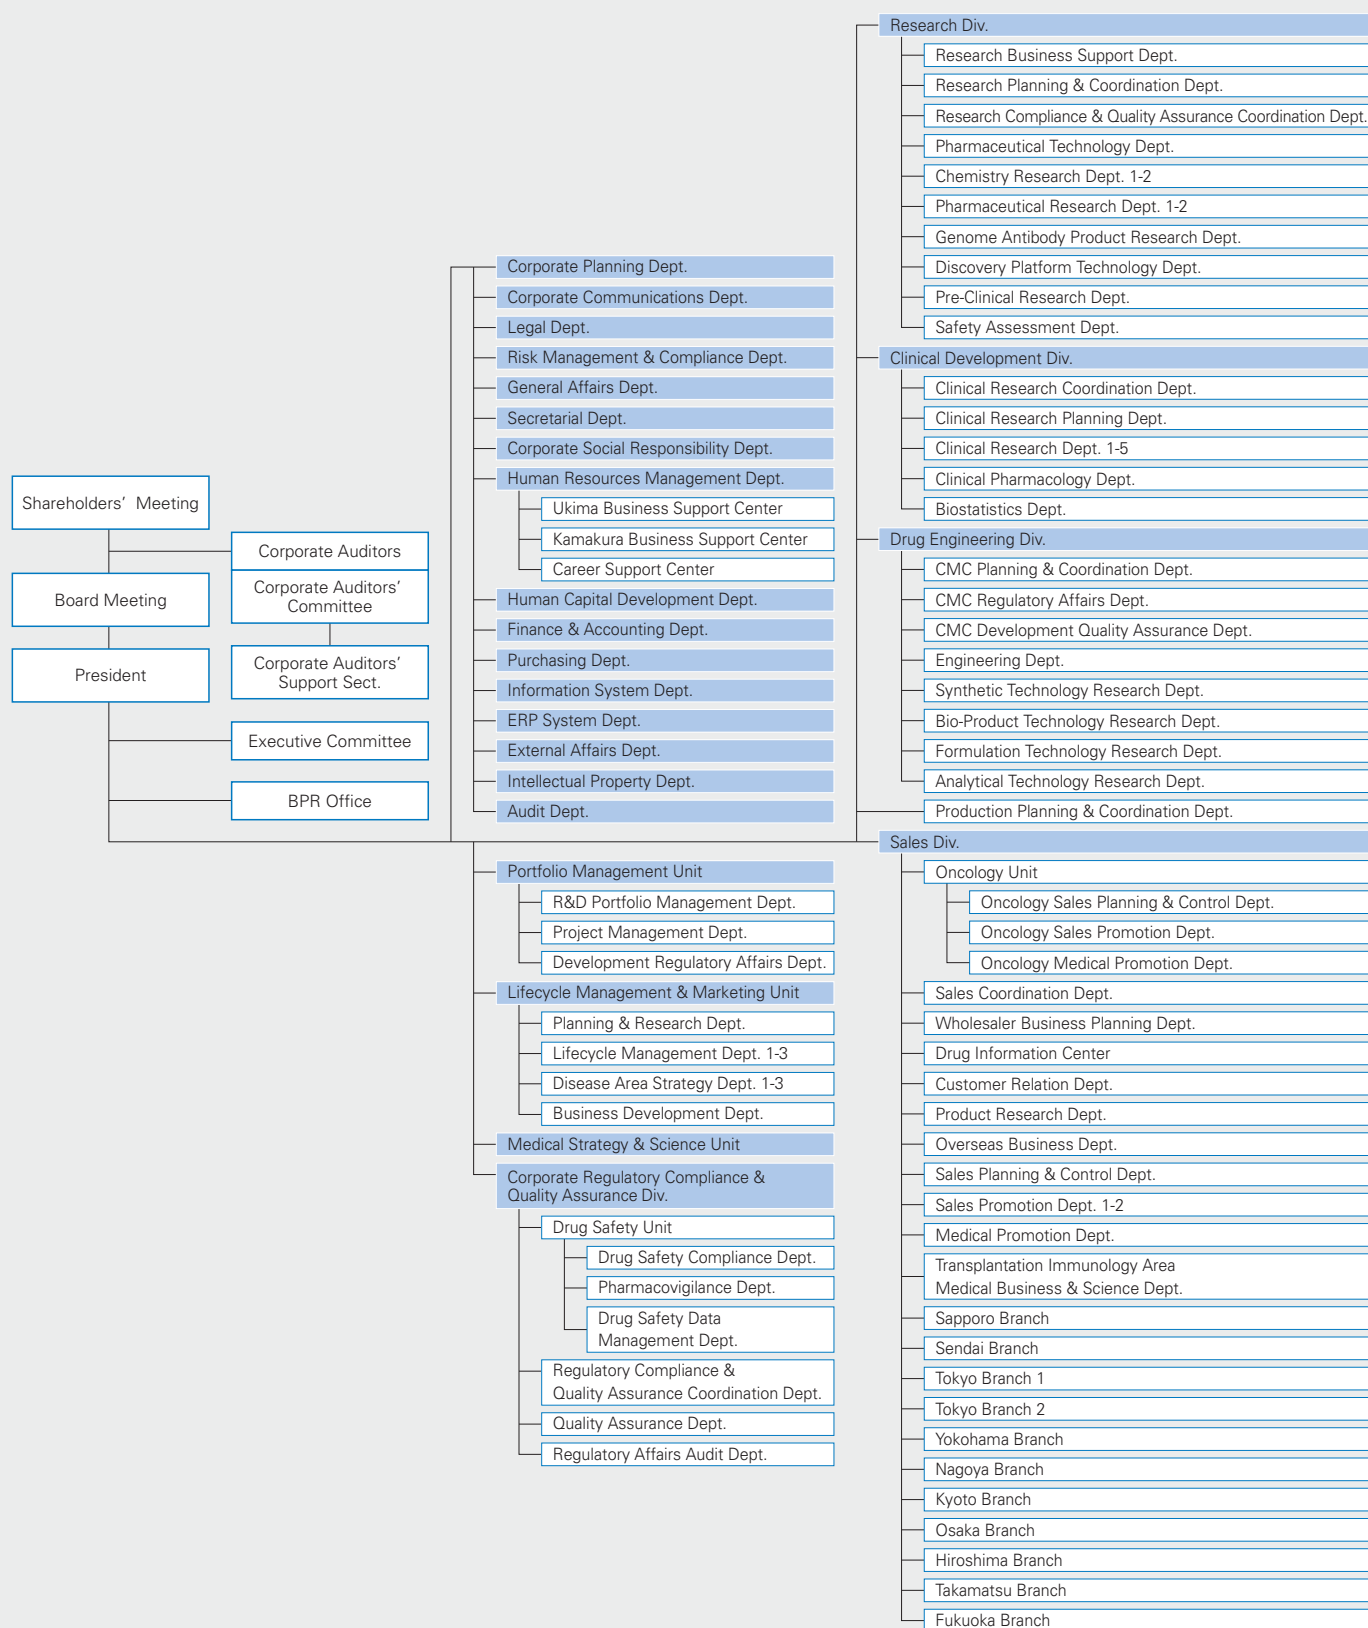 Shareholders’ Meeting
Corporate Auditors
Board Meeting
Corporate Auditors’
Committee
President
Corporate Auditors’
Support Sect.
Executive Committee
BPR Office
Corporate Planning Dept.
Corporate Communications Dept.
Legal Dept.
Risk Management & Compliance Dept.
General Affairs Dept.
Secretarial Dept.
Corporate Social Responsibility Dept.
Human Resources Management Dept.
Ukima Business Support Center
Kamakura Business Support Center
Career Support Center
Human Capital Development Dept.
Finance & Accounting Dept.
Purchasing Dept.
Information System Dept.
ERP System Dept.
External Affairs Dept.
Intellectual Property Dept.
Audit Dept.
Portfolio Management Unit
R&D Portfolio Management Dept.
Project Management Dept.
Development Regulatory Affairs Dept.
Lifecycle Management & Marketing Unit
Planning & Research Dept.
Lifecycle Management Dept. 1-3
Disease Area Strategy Dept. 1-3
Business Development Dept.
Medical Strategy & Science Unit
Corporate Regulatory Compliance &
Quality Assurance Div.
Drug Safety Unit
Drug Safety Compliance Dept.
Pharmacovigilance Dept.
Drug Safety Data
Management Dept.
Regulatory Compliance &
Quality Assurance Coordination Dept.
Quality Assurance Dept.
Regulatory Affairs Audit Dept.
Research Div.
Research Business Support Dept.
Research Planning & Coordination Dept.
Research Compliance & Quality Assurance Coordination Dept.
Pharmaceutical Technology Dept.
Chemistry Research Dept. 1-2
Pharmaceutical Research Dept. 1-2
Genome Antibody Product Research Dept.
Discovery Platform Technology Dept.
Pre-Clinical Research Dept.
Safety Assessment Dept.
Clinical Development Div.
Clinical Research Coordination Dept.
Clinical Research Planning Dept.
Clinical Research Dept. 1-5
Clinical Pharmacology Dept.
Biostatistics Dept.
Drug Engineering Div.
CMC Planning & Coordination Dept.
CMC Regulatory Affairs Dept.
CMC Development Quality Assurance Dept.
Engineering Dept.
Synthetic Technology Research Dept.
Bio-Product Technology Research Dept.
Formulation Technology Research Dept.
Analytical Technology Research Dept.
Production Planning & Coordination Dept.
Sales Div.
Oncology Unit
Oncology Sales Planning & Control Dept.
Oncology Sales Promotion Dept.
Oncology Medical Promotion Dept.
Sales Coordination Dept.
Wholesaler Business Planning Dept.
Drug Information Center
Customer Relation Dept.
Product Research Dept.
Overseas Business Dept.
Sales Planning & Control Dept.
Sales Promotion Dept. 1-2
Medical Promotion Dept.
Transplantation Immunology Area
Medical Business & Science Dept.
Sapporo Branch
Sendai Branch
Tokyo Branch 1
Tokyo Branch 2
Yokohama Branch
Nagoya Branch
Kyoto Branch
Osaka Branch
Hiroshima Branch
Takamatsu Branch
Fukuoka Branch